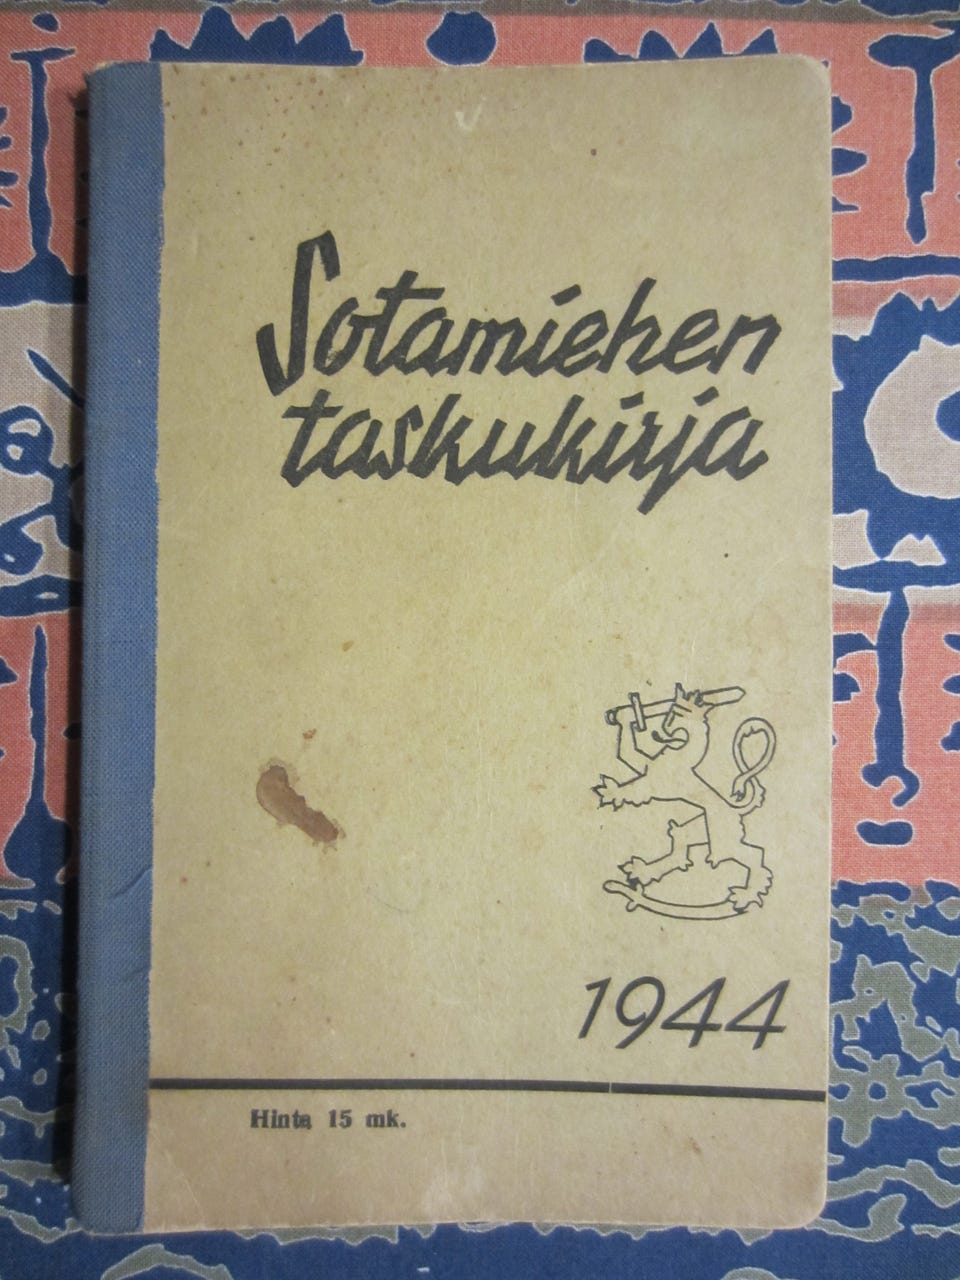 Sotamiehen
taskukirja
1944
Hinta 15 mk.